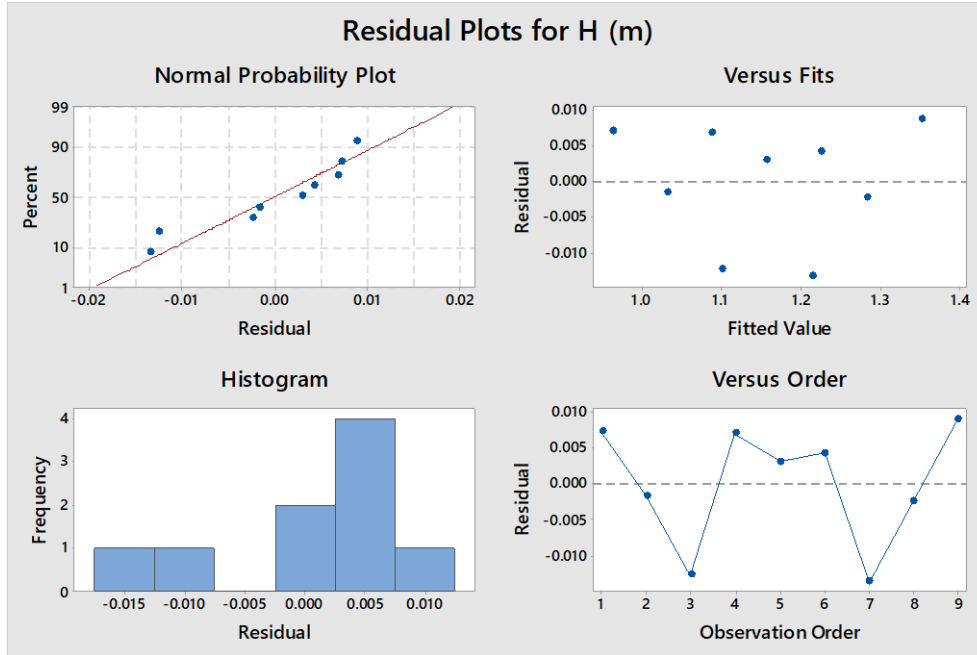 Residual Plots for H (m)
Normal Probability Plot
Percent
99
90
50
10
1
-0.02 -0.01 0.00 0.01 0.02
Residual
Versus Fits
Residual
0.010
0.005
0.000
-0.005
-0.010
1.0 1.1 1.2 1.3 1.4
Fitted Value
Histogram
Frequency
4
3
2
1
0
-0.015 -0.010 -0.005 0.000 0.005 0.010
Residual
Versus Order
Residual
0.010
0.005
0.000
-0.005
-0.010
1 2 3 4 5 6 7 8 9
Observation Order